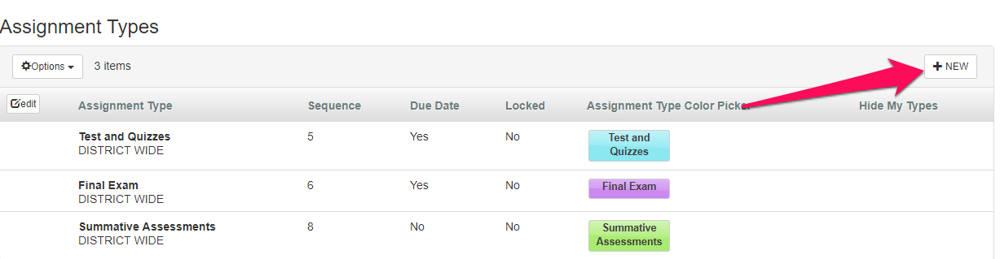 Assignment Types
Options 3 items NEW
edit Assignment Type Sequence Due Date Locked Assignment Type Color Picker Hide My Types
Test and Quizzes 5 Yes No Test and
DISTRICT WIDE Quizzes
Final Exam 6 Yes No Final Exam
DISTRICT WIDE
Summative Assessments 8 No No Summative
DISTRICT WIDE Assessments